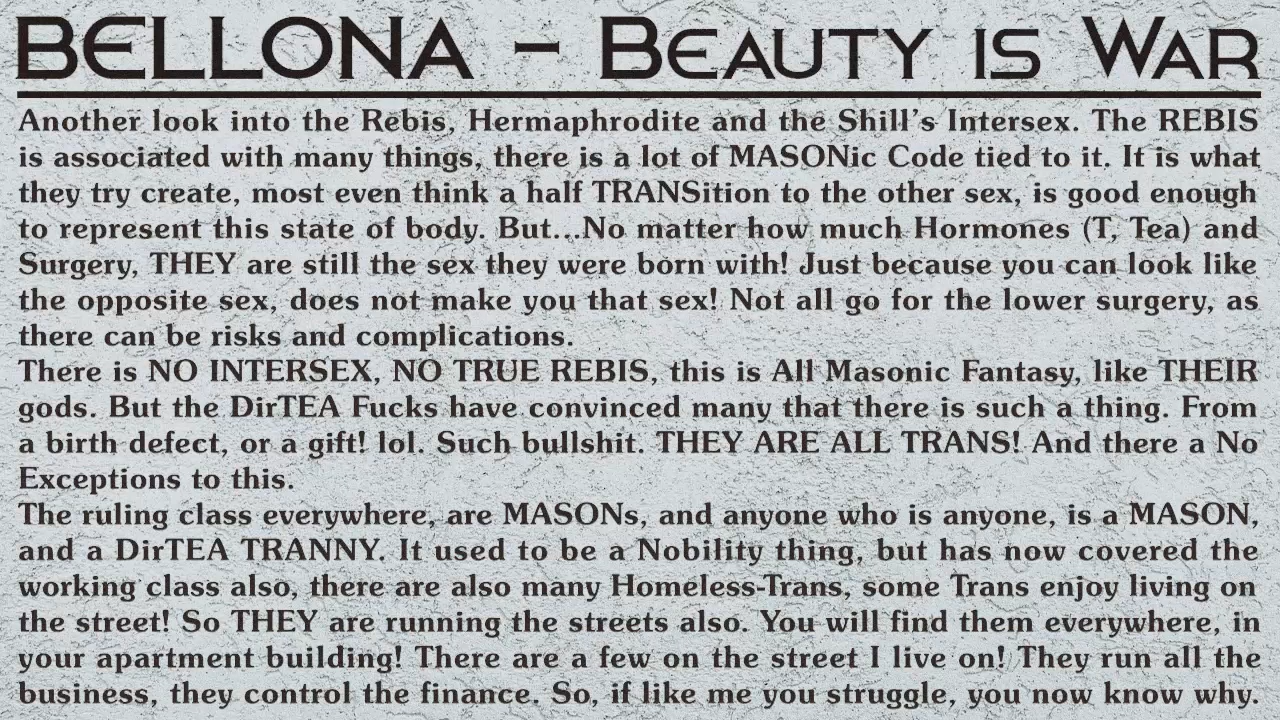 BELLONA – Beauty is War
Another look into the Rebis, Hermaphrodite and the Shill's Intersex. The REBIS
is associated with many things, there is a lot of MASONic Code tied to it. It is what
they try create, most even think a half TRANSition to the other sex, is good enough
to represent this state of body. But...No matter how much Hormones (T, Tea) and
Surgery, THEY are still the sex they were born with! Just because you can look like
the opposite sex, does not make you that sex! Not all go for the lower surgery, as
there can be risks and complications.
There is NO INTERSEX, NO TRUE REBIS, this is All Masonic Fantasy, like THEIR
gods. But the DirTEA Fucks have convinced many that there is such a thing. From
a birth defect, or a gift! lol. Such bullshit. THEY ARE ALL TRANS! And there a No
Exceptions to this.
The ruling class everywhere, are MASONs, and anyone who is anyone, is a MASON,
and a DirTEA TRANNY. It used to be a Nobility thing, but has now covered the
working class also, there are also many Homeless-Trans, some Trans enjoy living on
the street! So THEY are running the streets also. You will find them everywhere, in
your apartment building! There are a few on the street I live on! They run all the
business, they control the finance. So, if like me you struggle, you now know why.